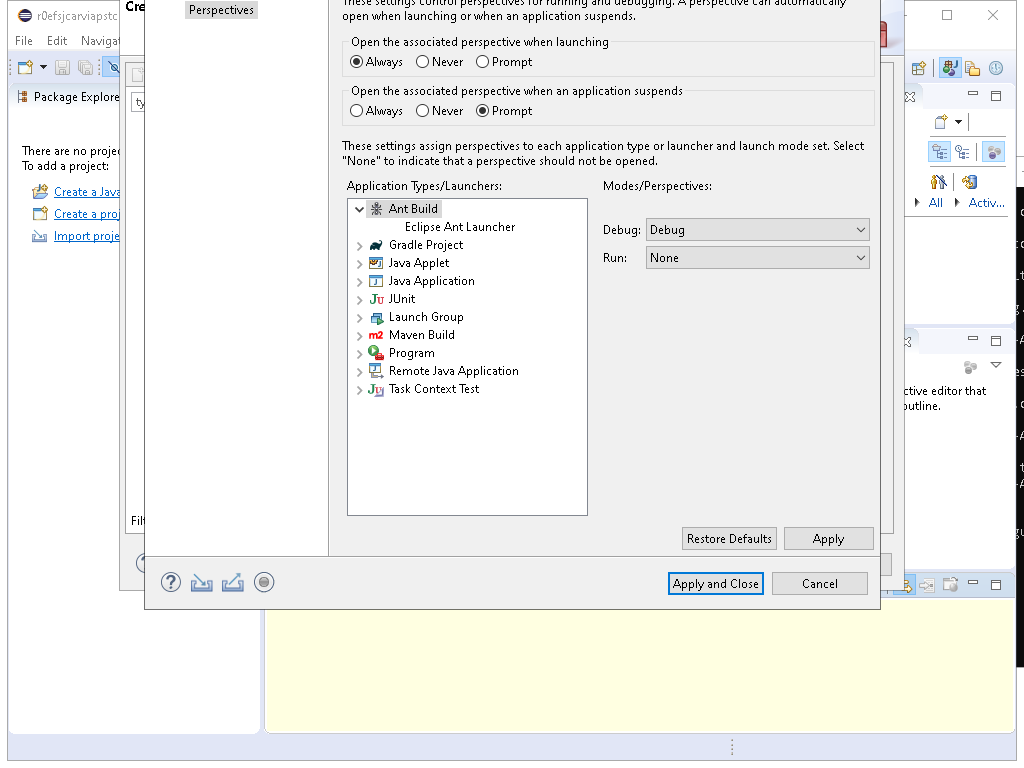 r0efsjcarviapstc
Cre
Perspectives
These settings control perspectives for running and debugging. A perspective can automatically
open when launching or when an application suspends.
File Edit Navigat
Open the associated perspective when launching
Always Never Prompt
Package Explore
Open the associated perspective when an application suspends
ty
Always Never Prompt
There are no projec
To add a project:
These settings assign perspectives to each application type or launcher and launch mode set. Select
"None" to indicate that a perspective should not be opened.
Create a Java
Create a proj
Import proje
Application Types/Launchers:
Modes/Perspectives:
Ant Build
Eclipse Ant Launcher
Gradle Project
Java Applet
Java Application
JUnit
Launch Group
Maven Build
Program
Remote Java Application
Task Context Test
Debug: Debug
Run: None
All Activ...
ctive editor that
outline.
Filt
Restore Defaults Apply
Apply and Close Cancel